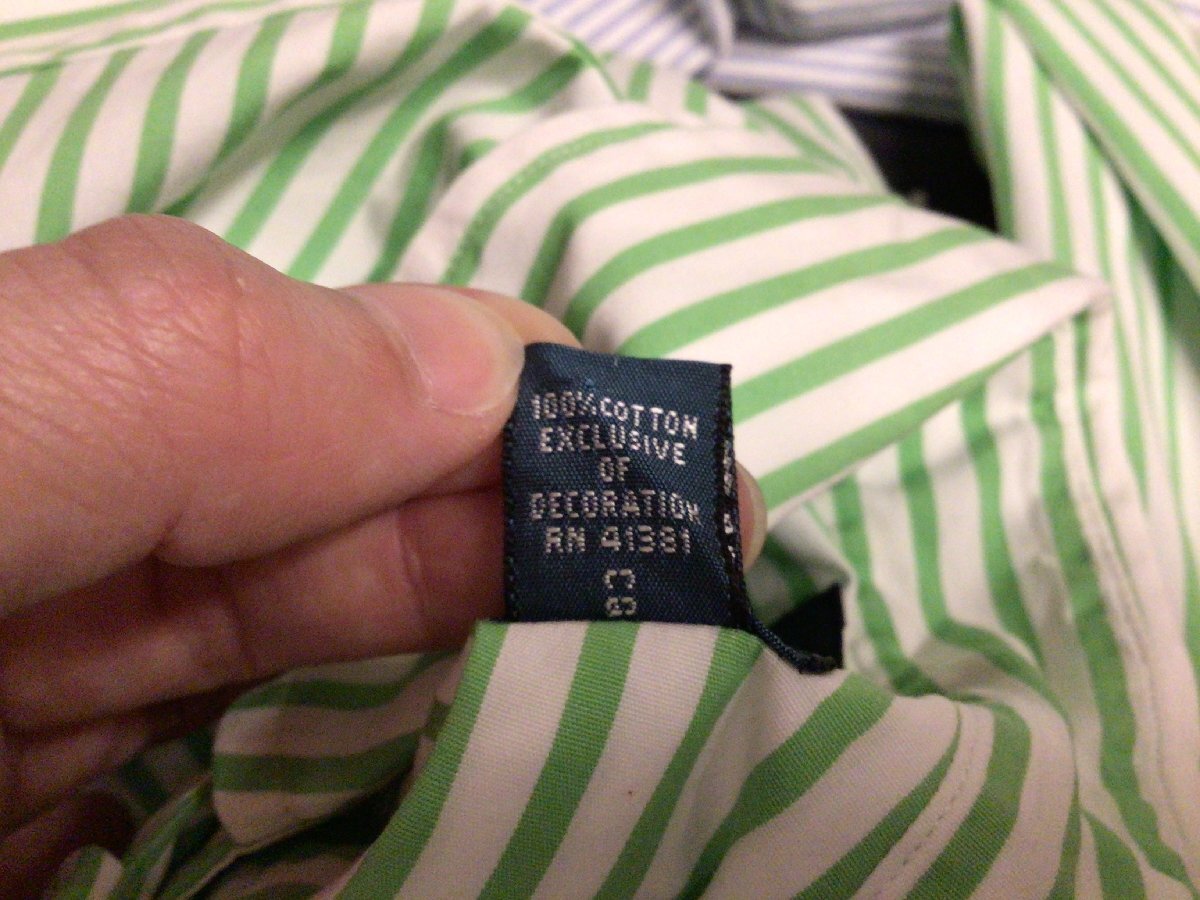 100% COTTON
EXCLUSIVE
OF
DECORATION
RN 41381